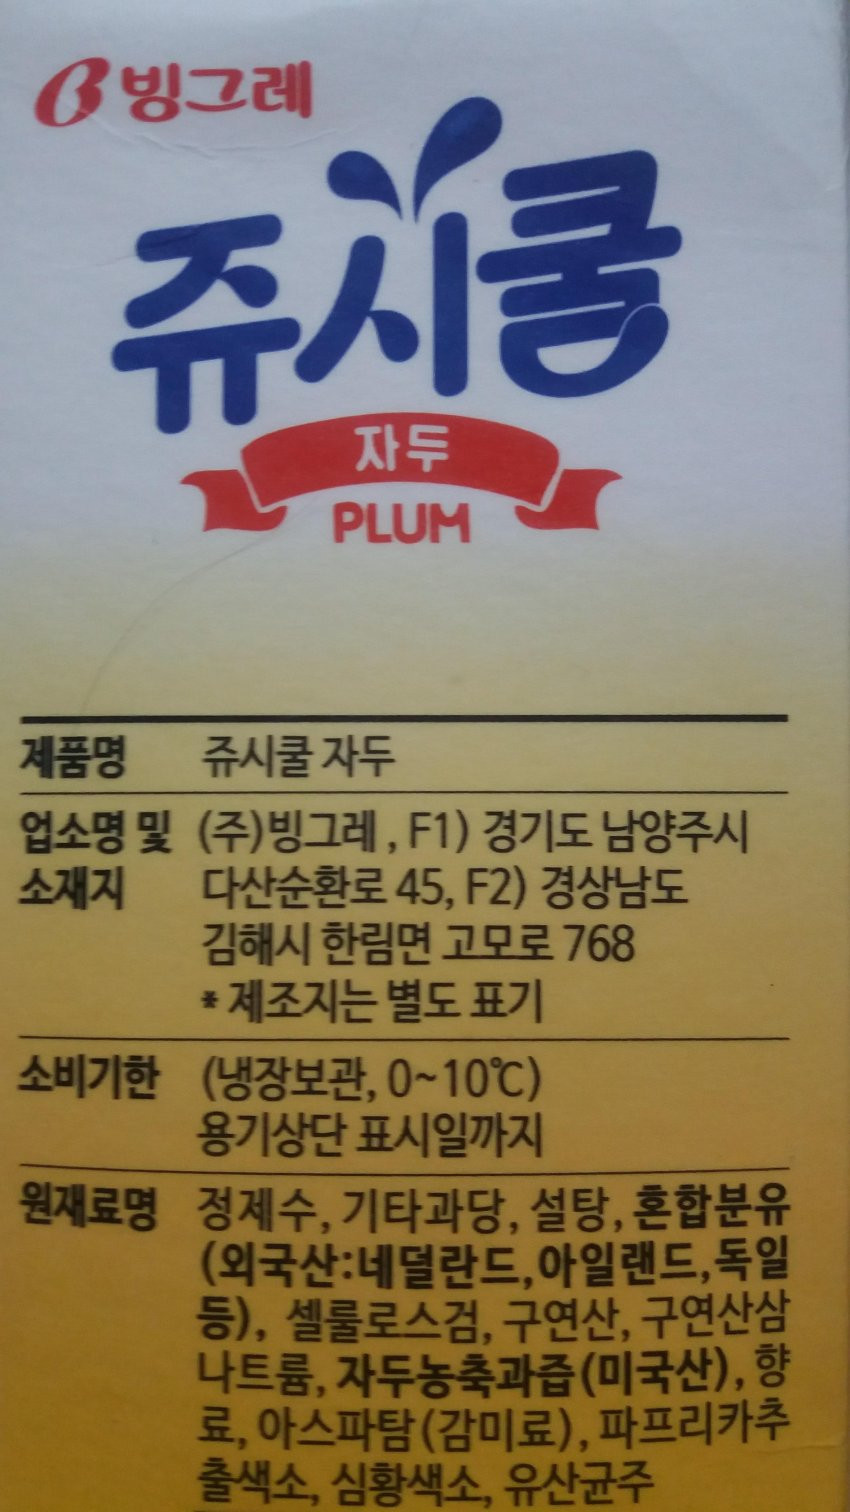 빙그레
쥬시쿨
자두
PLUM
제품명 쥬시쿨 자두
업소명 및 (주)빙그레, F1) 경기도 남양주시
소재지 다산순환로 45, F2) 경상남도
김해시 한림면 고모로 768
* 제조지는 별도 표기
소비기한 (냉장보관, 0~10℃)
용기상단 표시일까지
원재료명 정제수, 기타과당, 설탕, 혼합분유
(외국산:네덜란드,아일랜드,독일
등), 셀룰로스검, 구연산, 구연산삼
나트륨, 자두농축과즙(미국산), 향
료, 아스파탐(감미료), 파프리카추
출색소, 심황색소, 유산균주